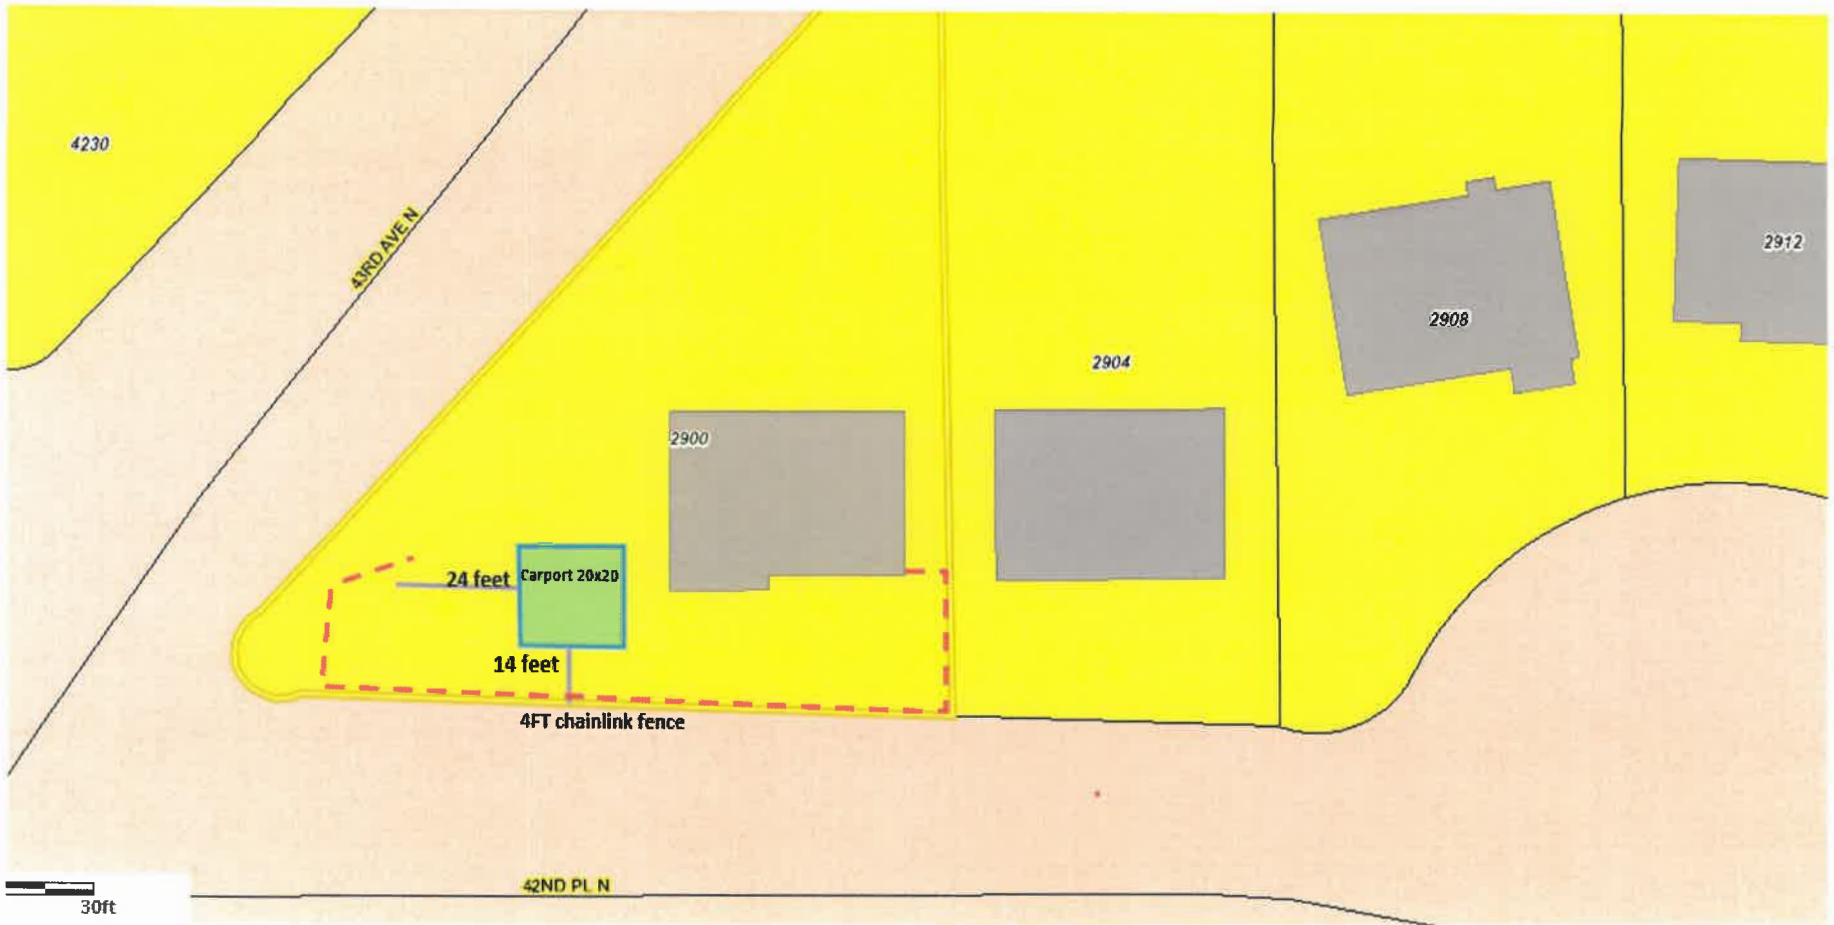 4230
43RD AVE N
2912
2908
2904
2900
24 feet
Carport 20x20
14 feet
4FT chainlink fence
42ND PL N
30ft